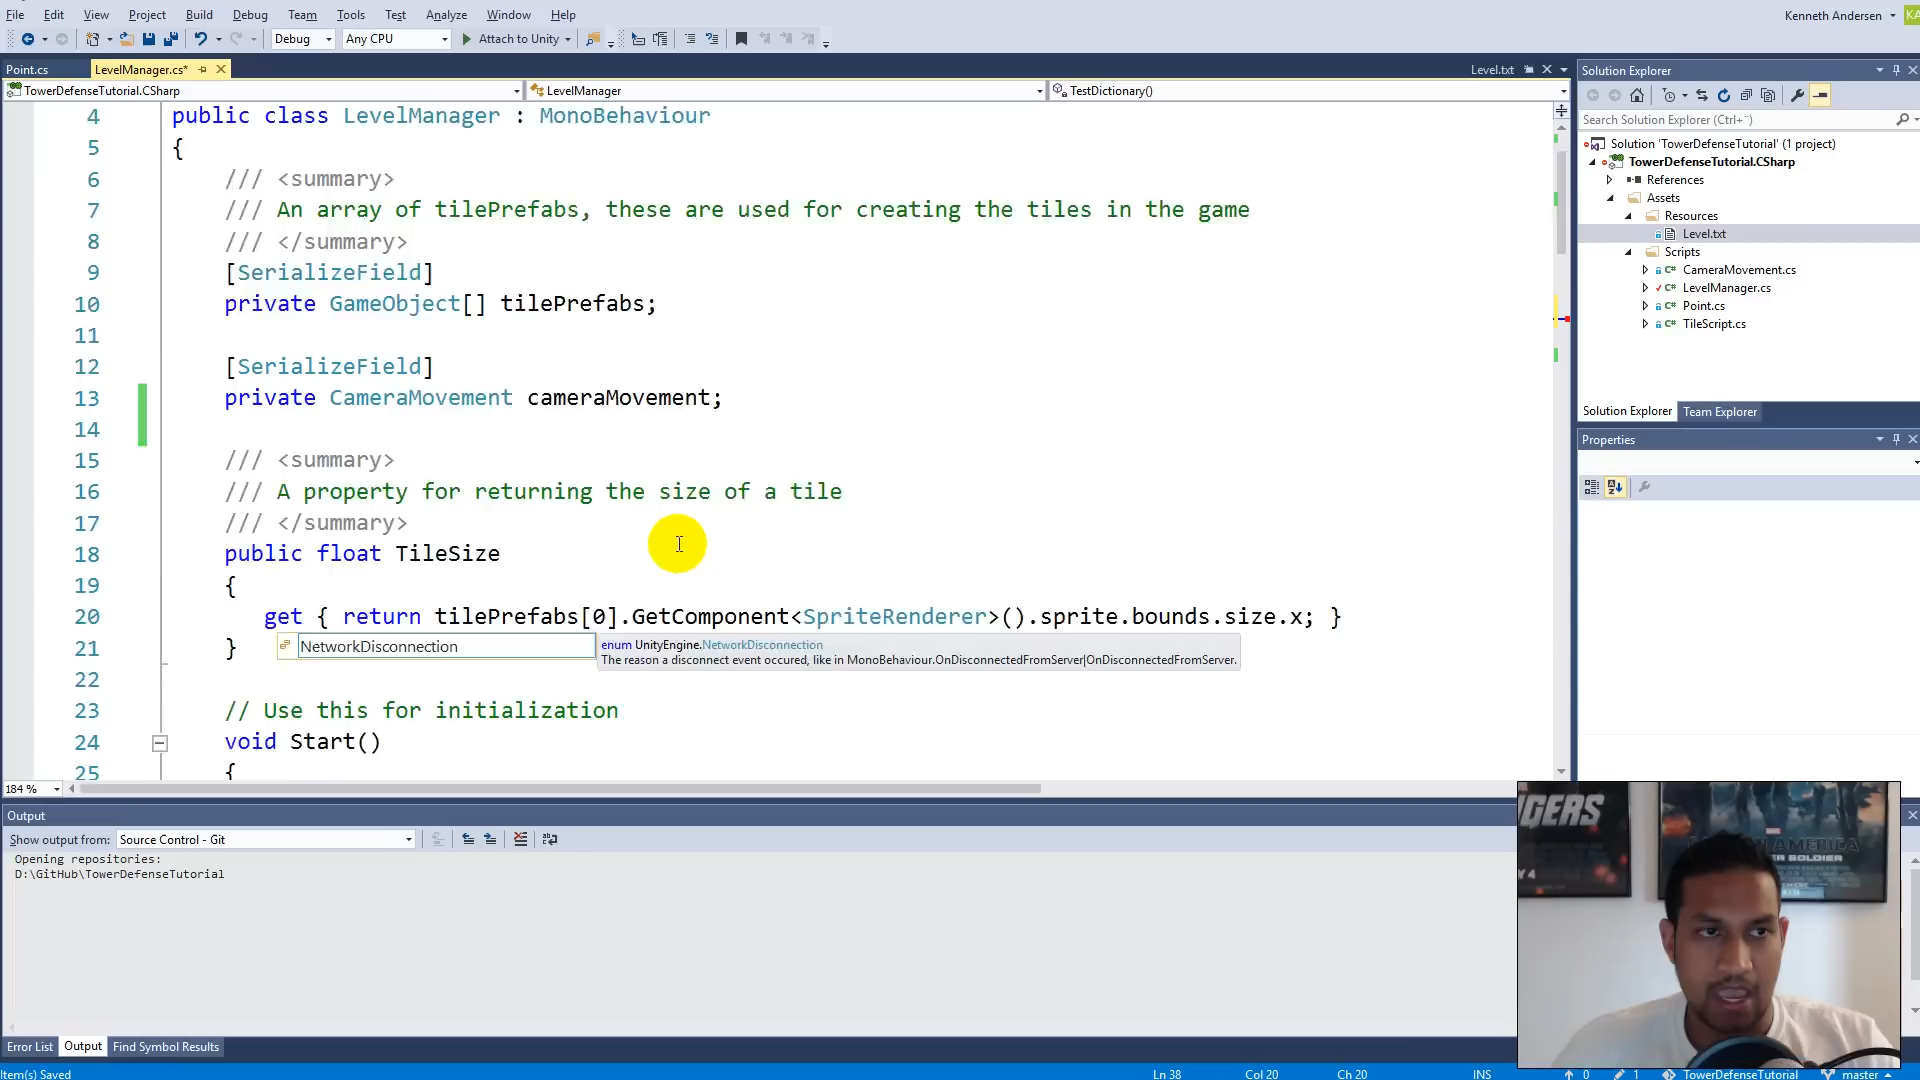 File Edit View Project Build Debug Team Tools Test Analyze Window Help
Kenneth Andersen
KA
Debug Any CPU Attach to Unity
Point.cs LevelManager.cs* Level.txt
TowerDefenseTutorial.CSharp LevelManager TestDictionary()
4 public class LevelManager : MonoBehaviour
5 {
6 /// <summary>
7 /// An array of tilePrefabs, these are used for creating the tiles in the game
8 /// </summary>
9 [SerializeField]
10 private GameObject[] tilePrefabs;
11
12 [SerializeField]
13 private CameraMovement cameraMovement;
14
15 /// <summary>
16 /// A property for returning the size of a tile
17 /// </summary>
18 public float TileSize
19 {
20 get { return tilePrefabs[0].GetComponent<SpriteRenderer>().sprite.bounds.size.x; }
21 }
NetworkDisconnection
enum UnityEngine.NetworkDisconnection
The reason a disconnect event occured, like in MonoBehaviour.OnDisconnectedFromServer|OnDisconnectedFromServer.
22
23 // Use this for initialization
24 void Start()
25 {
184 %
Solution Explorer
Search Solution Explorer (Ctrl+¨)
Solution 'TowerDefenseTutorial' (1 project)
TowerDefenseTutorial.CSharp
References
Assets
Resources
Level.txt
Scripts
CameraMovement.cs
LevelManager.cs
Point.cs
TileScript.cs
Solution Explorer Team Explorer
Properties
Output
Show output from: Source Control - Git
Opening repositories:
D:\GitHub\TowerDefenseTutorial
Error List Output Find Symbol Results
Item(s) Saved Ln 38 Col 20 Ch 20 INS 0 1 TowerDefenseTutorial master